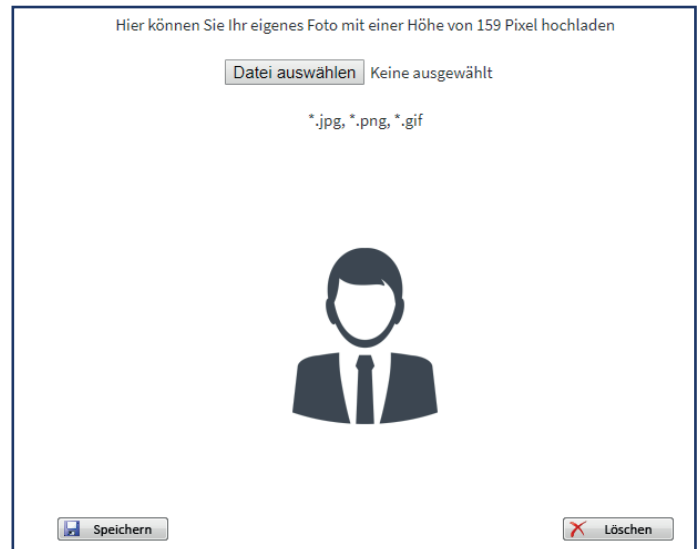 Hier können Sie Ihr eigenes Foto mit einer Höhe von 159 Pixel hochladen
Datei auswählen Keine ausgewählt
*.jpg, *.png, *.gif
Speichern Löschen